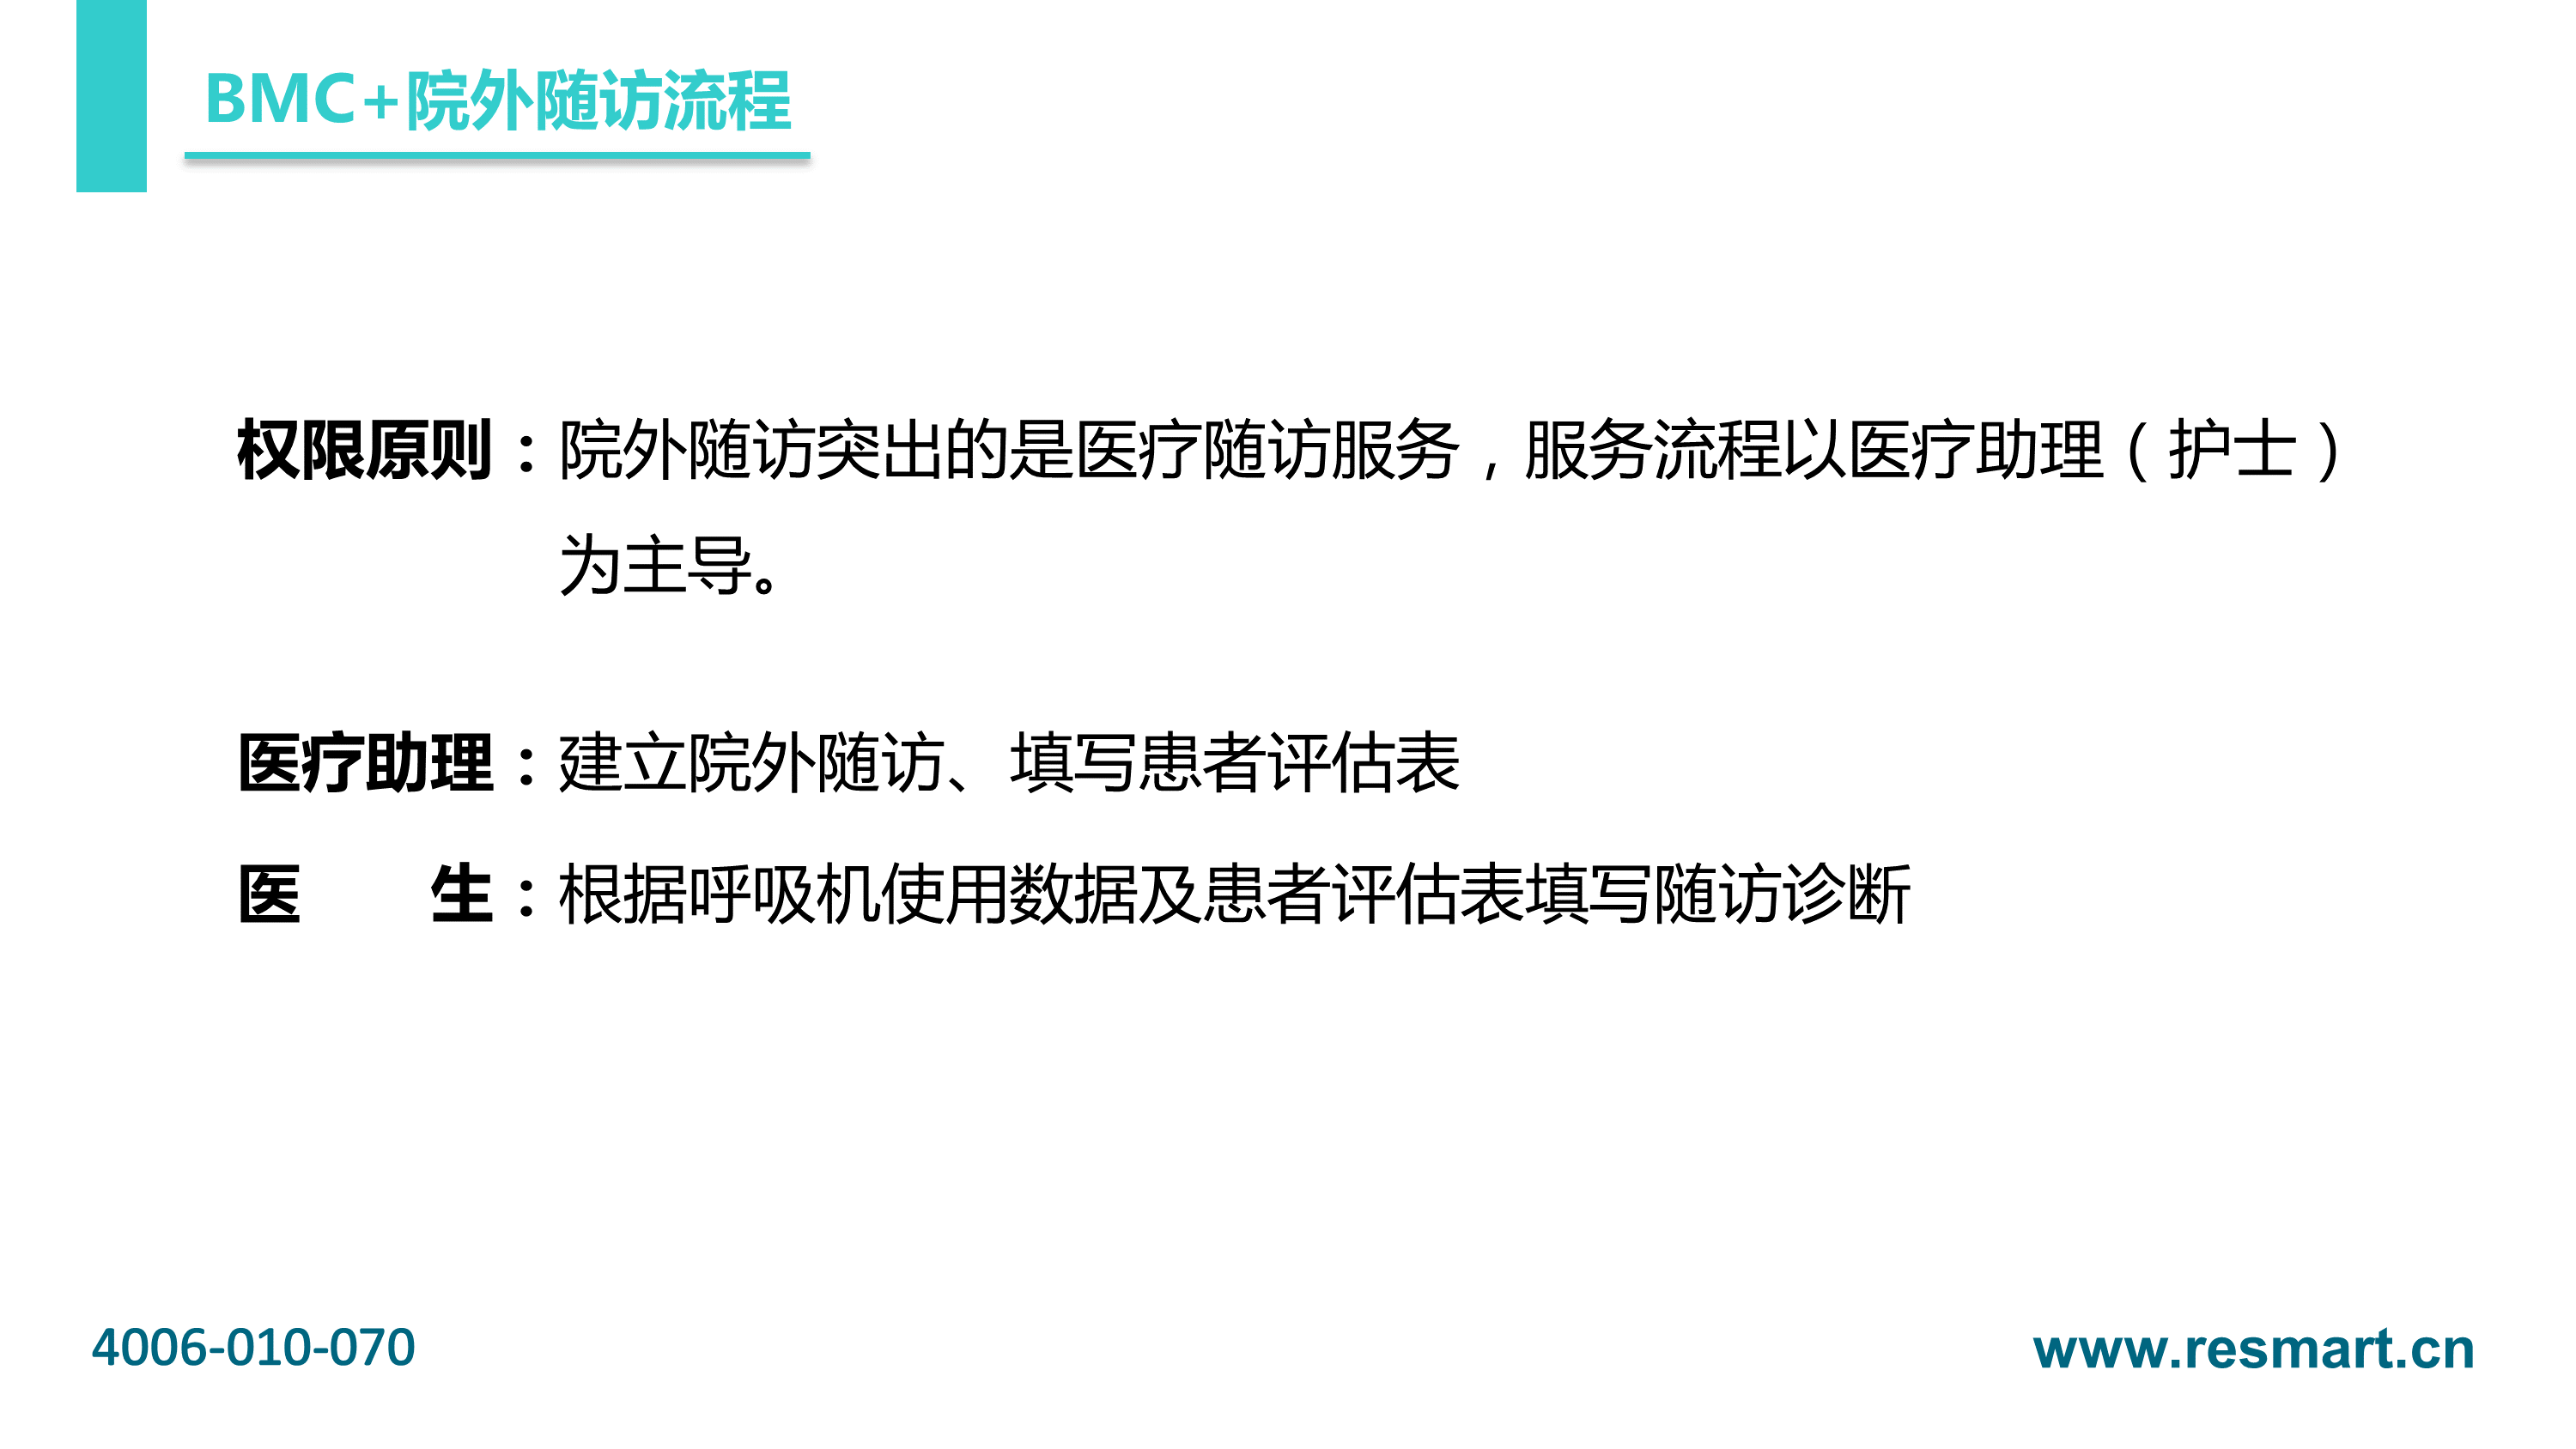 BMC+院外随访流程
权限原则：院外随访突出的是医疗随访服务，服务流程以医疗助理（护士）
为主导。
医疗助理：建立院外随访、填写患者评估表
医　　生：根据呼吸机使用数据及患者评估表填写随访诊断
4006-010-070
www.resmart.cn